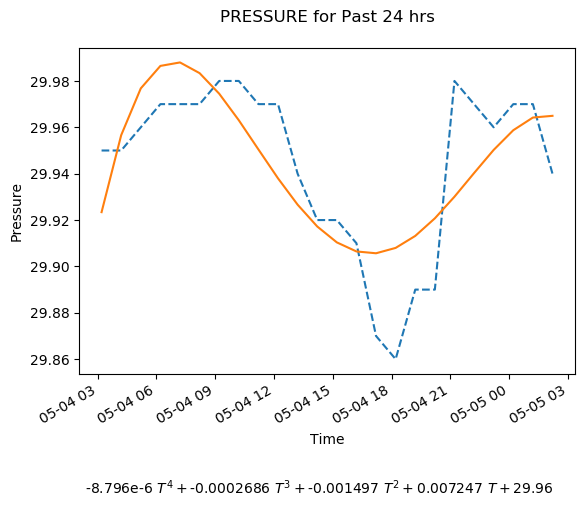 PRESSURE for Past 24 hrs
Pressure
29.98
29.96
29.94
29.92
29.90
29.88
29.86
05-04 03 05-04 06 05-04 09 05-04 12 05-04 15 05-04 18 05-04 21 05-05 00 05-05 03
Time
-8.796e-6 T⁴ + -0.0002686 T³ + -0.001497 T² + 0.007247 T + 29.96